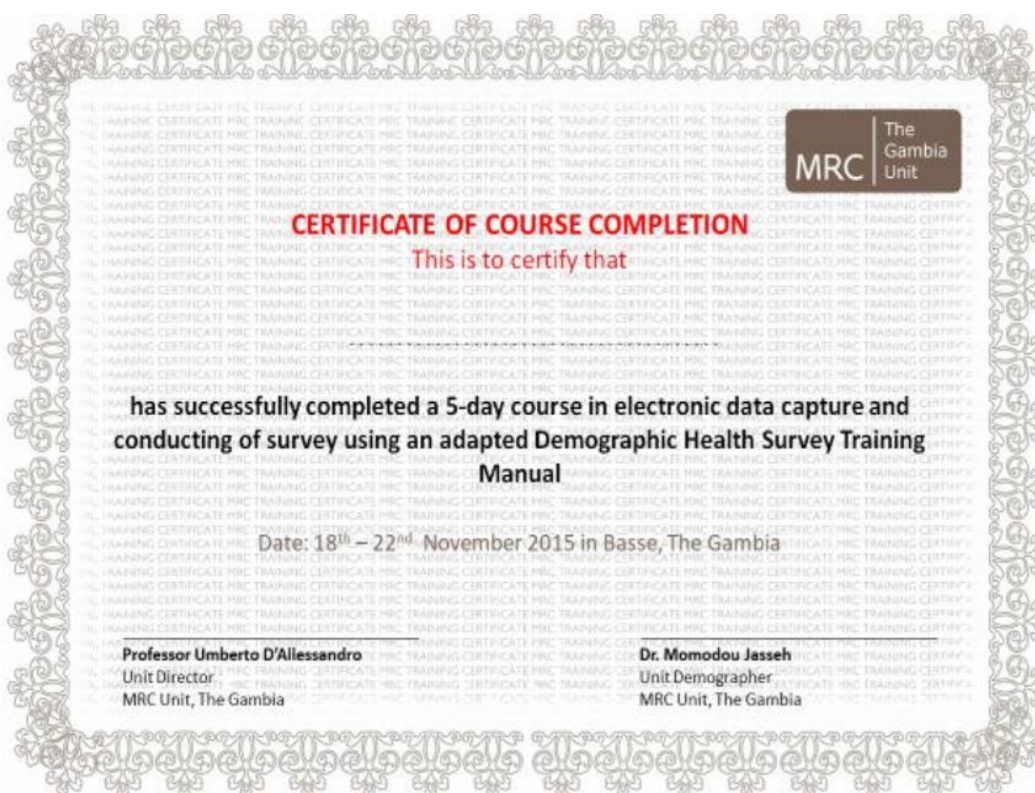 MRC
The
Gambia
Unit
CERTIFICATE OF COURSE COMPLETION
This is to certify that
has successfully completed a 5-day course in electronic data capture and
conducting of survey using an adapted Demographic Health Survey Training
Manual
Date: 18th – 22nd November 2015 in Basse, The Gambia
Professor Umberto D'Allessandro
Unit Director
MRC Unit, The Gambia
Dr. Momodou Jasseh
Unit Demographer
MRC Unit, The Gambia